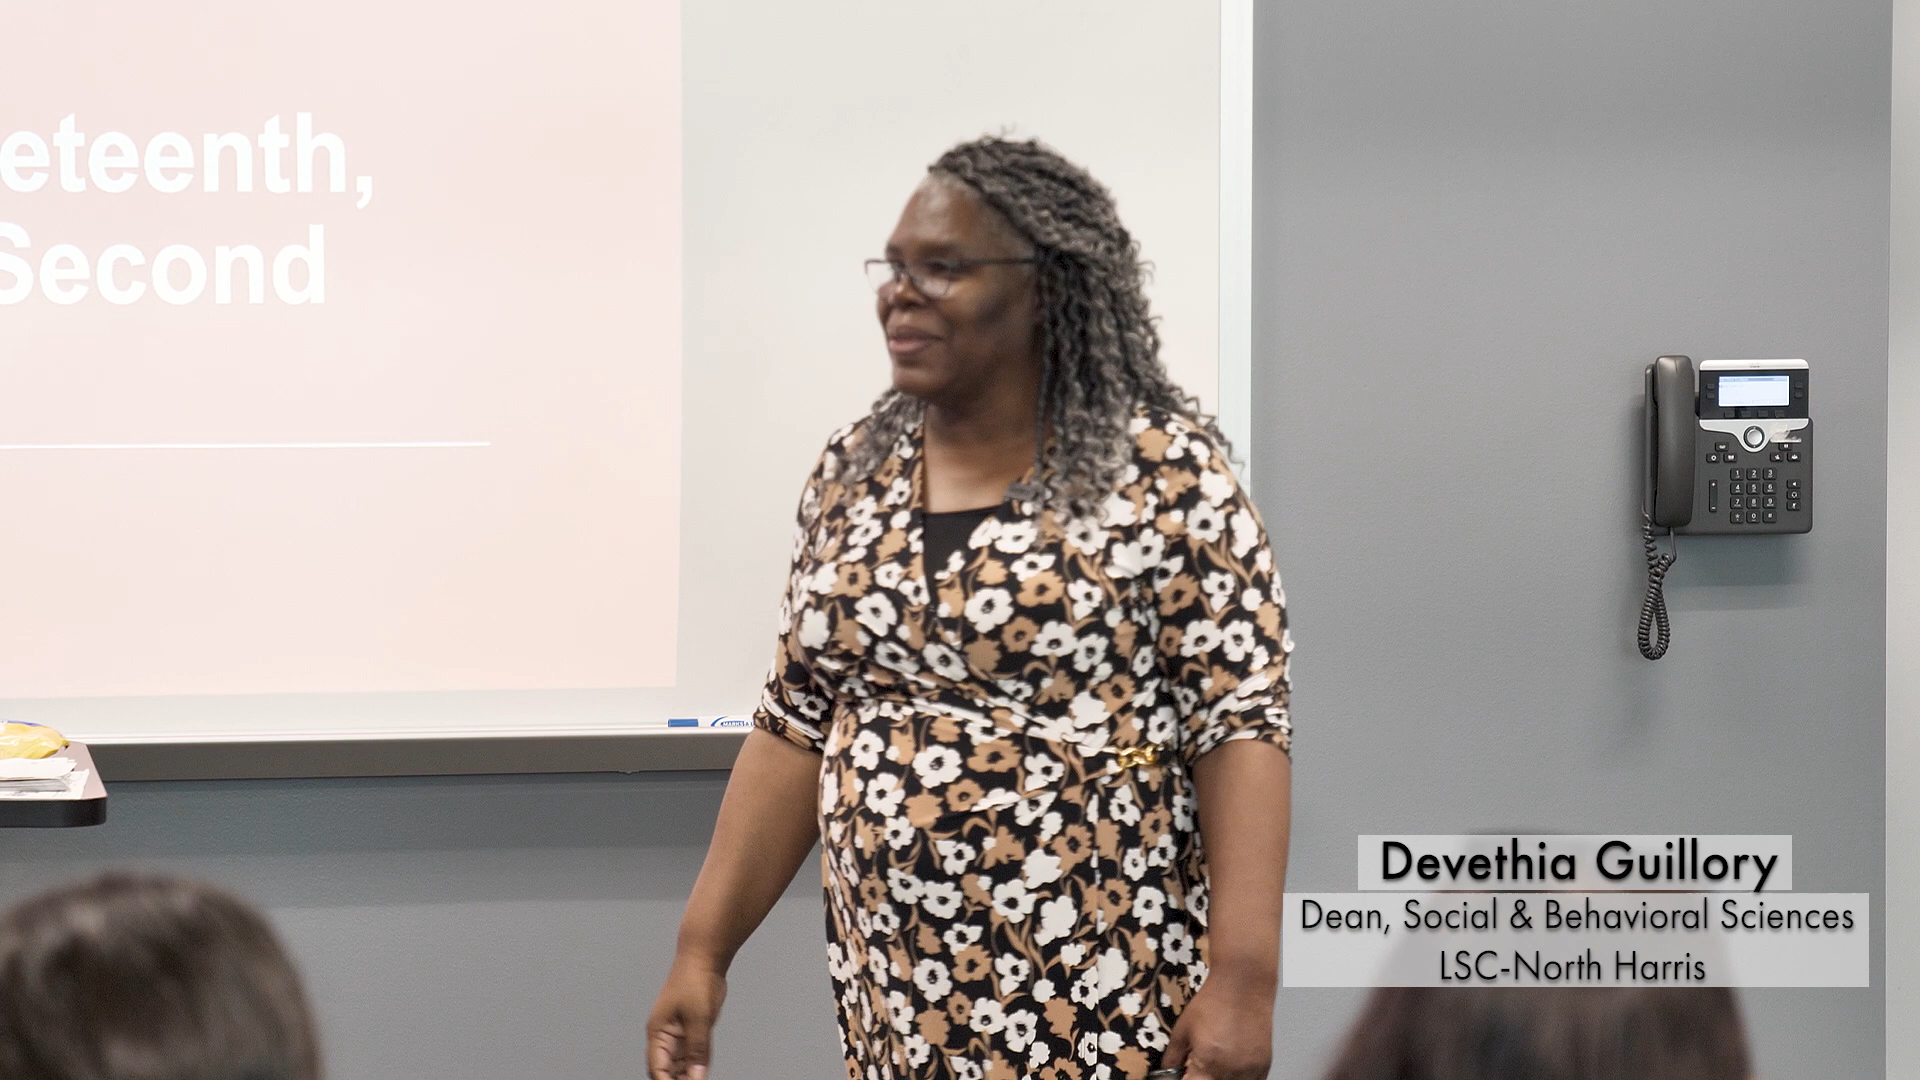 eteenth,
Second
Devethia Guillory
Dean, Social & Behavioral Sciences
LSC-North Harris